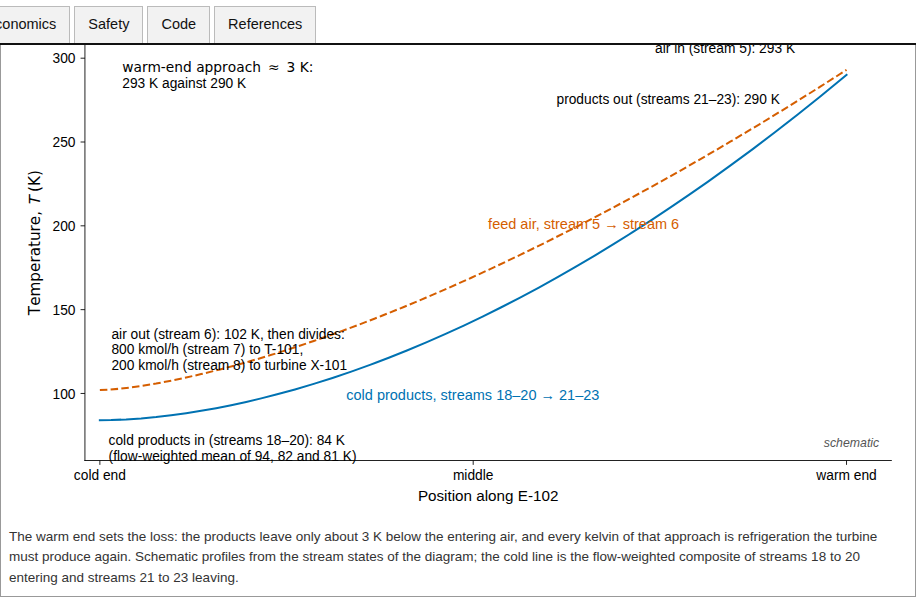 conomics
Safety
Code
References
air in (stream 5): 293 K
300
warm-end approach ≈ 3 K:
293 K against 290 K
products out (streams 21–23): 290 K
250
feed air, stream 5 → stream 6
200
Temperature, T (K)
150
air out (stream 6): 102 K, then divides:
800 kmol/h (stream 7) to T-101,
200 kmol/h (stream 8) to turbine X-101
100
cold products, streams 18–20 → 21–23
cold products in (streams 18–20): 84 K
(flow-weighted mean of 94, 82 and 81 K)
schematic
cold end
middle
warm end
Position along E-102
The warm end sets the loss: the products leave only about 3 K below the entering air, and every kelvin of that approach is refrigeration the turbine
must produce again. Schematic profiles from the stream states of the diagram; the cold line is the flow-weighted composite of streams 18 to 20
entering and streams 21 to 23 leaving.